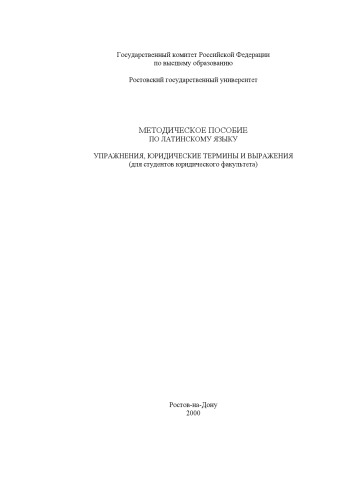 Государственный комитет Российской Федерации
по высшему образованию
Ростовский государственный университет
МЕТОДИЧЕСКОЕ ПОСОБИЕ
ПО ЛАТИНСКОМУ ЯЗЫКУ
УПРАЖНЕНИЯ, ЮРИДИЧЕСКИЕ ТЕРМИНЫ И ВЫРАЖЕНИЯ
(для студентов юридического факультета)
Ростов-на-Дону
2000